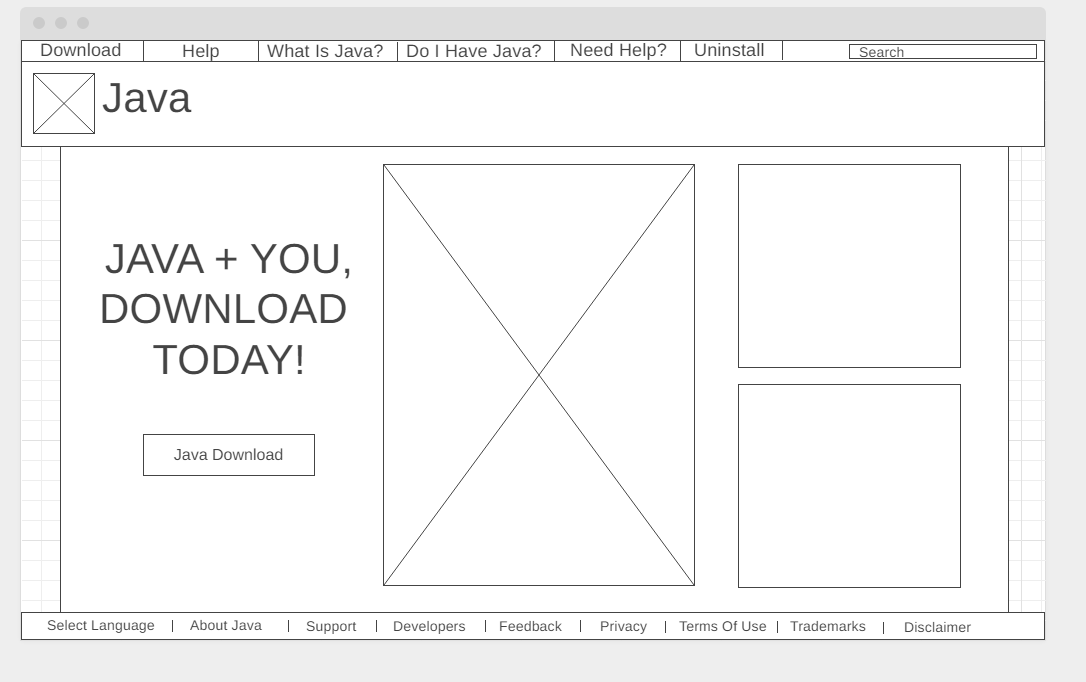 Download Help What Is Java? Do I Have Java? Need Help? Uninstall Search
Java
JAVA + YOU,
DOWNLOAD
TODAY!
Java Download
Select Language | About Java | Support | Developers | Feedback | Privacy | Terms Of Use | Trademarks | Disclaimer